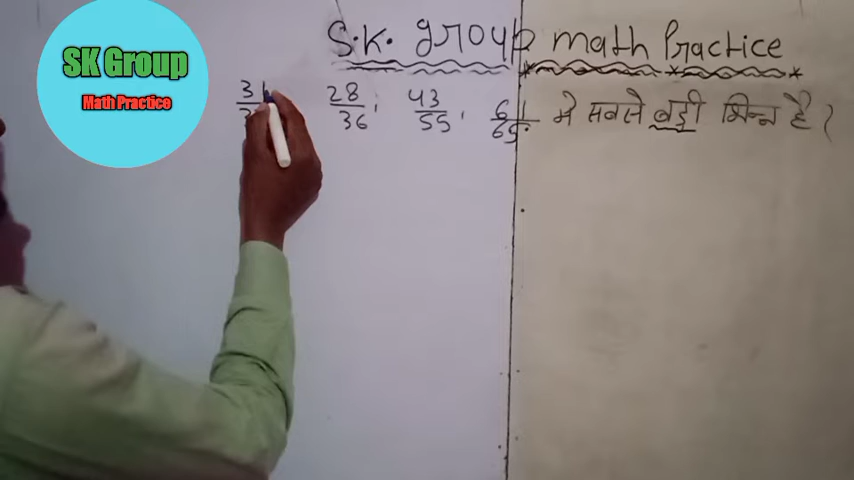 SK Group
Math Practice
S.K. group math Practice
28/36, 43/55, 61/65 मे सबसे बड़ी भिन्न है ?